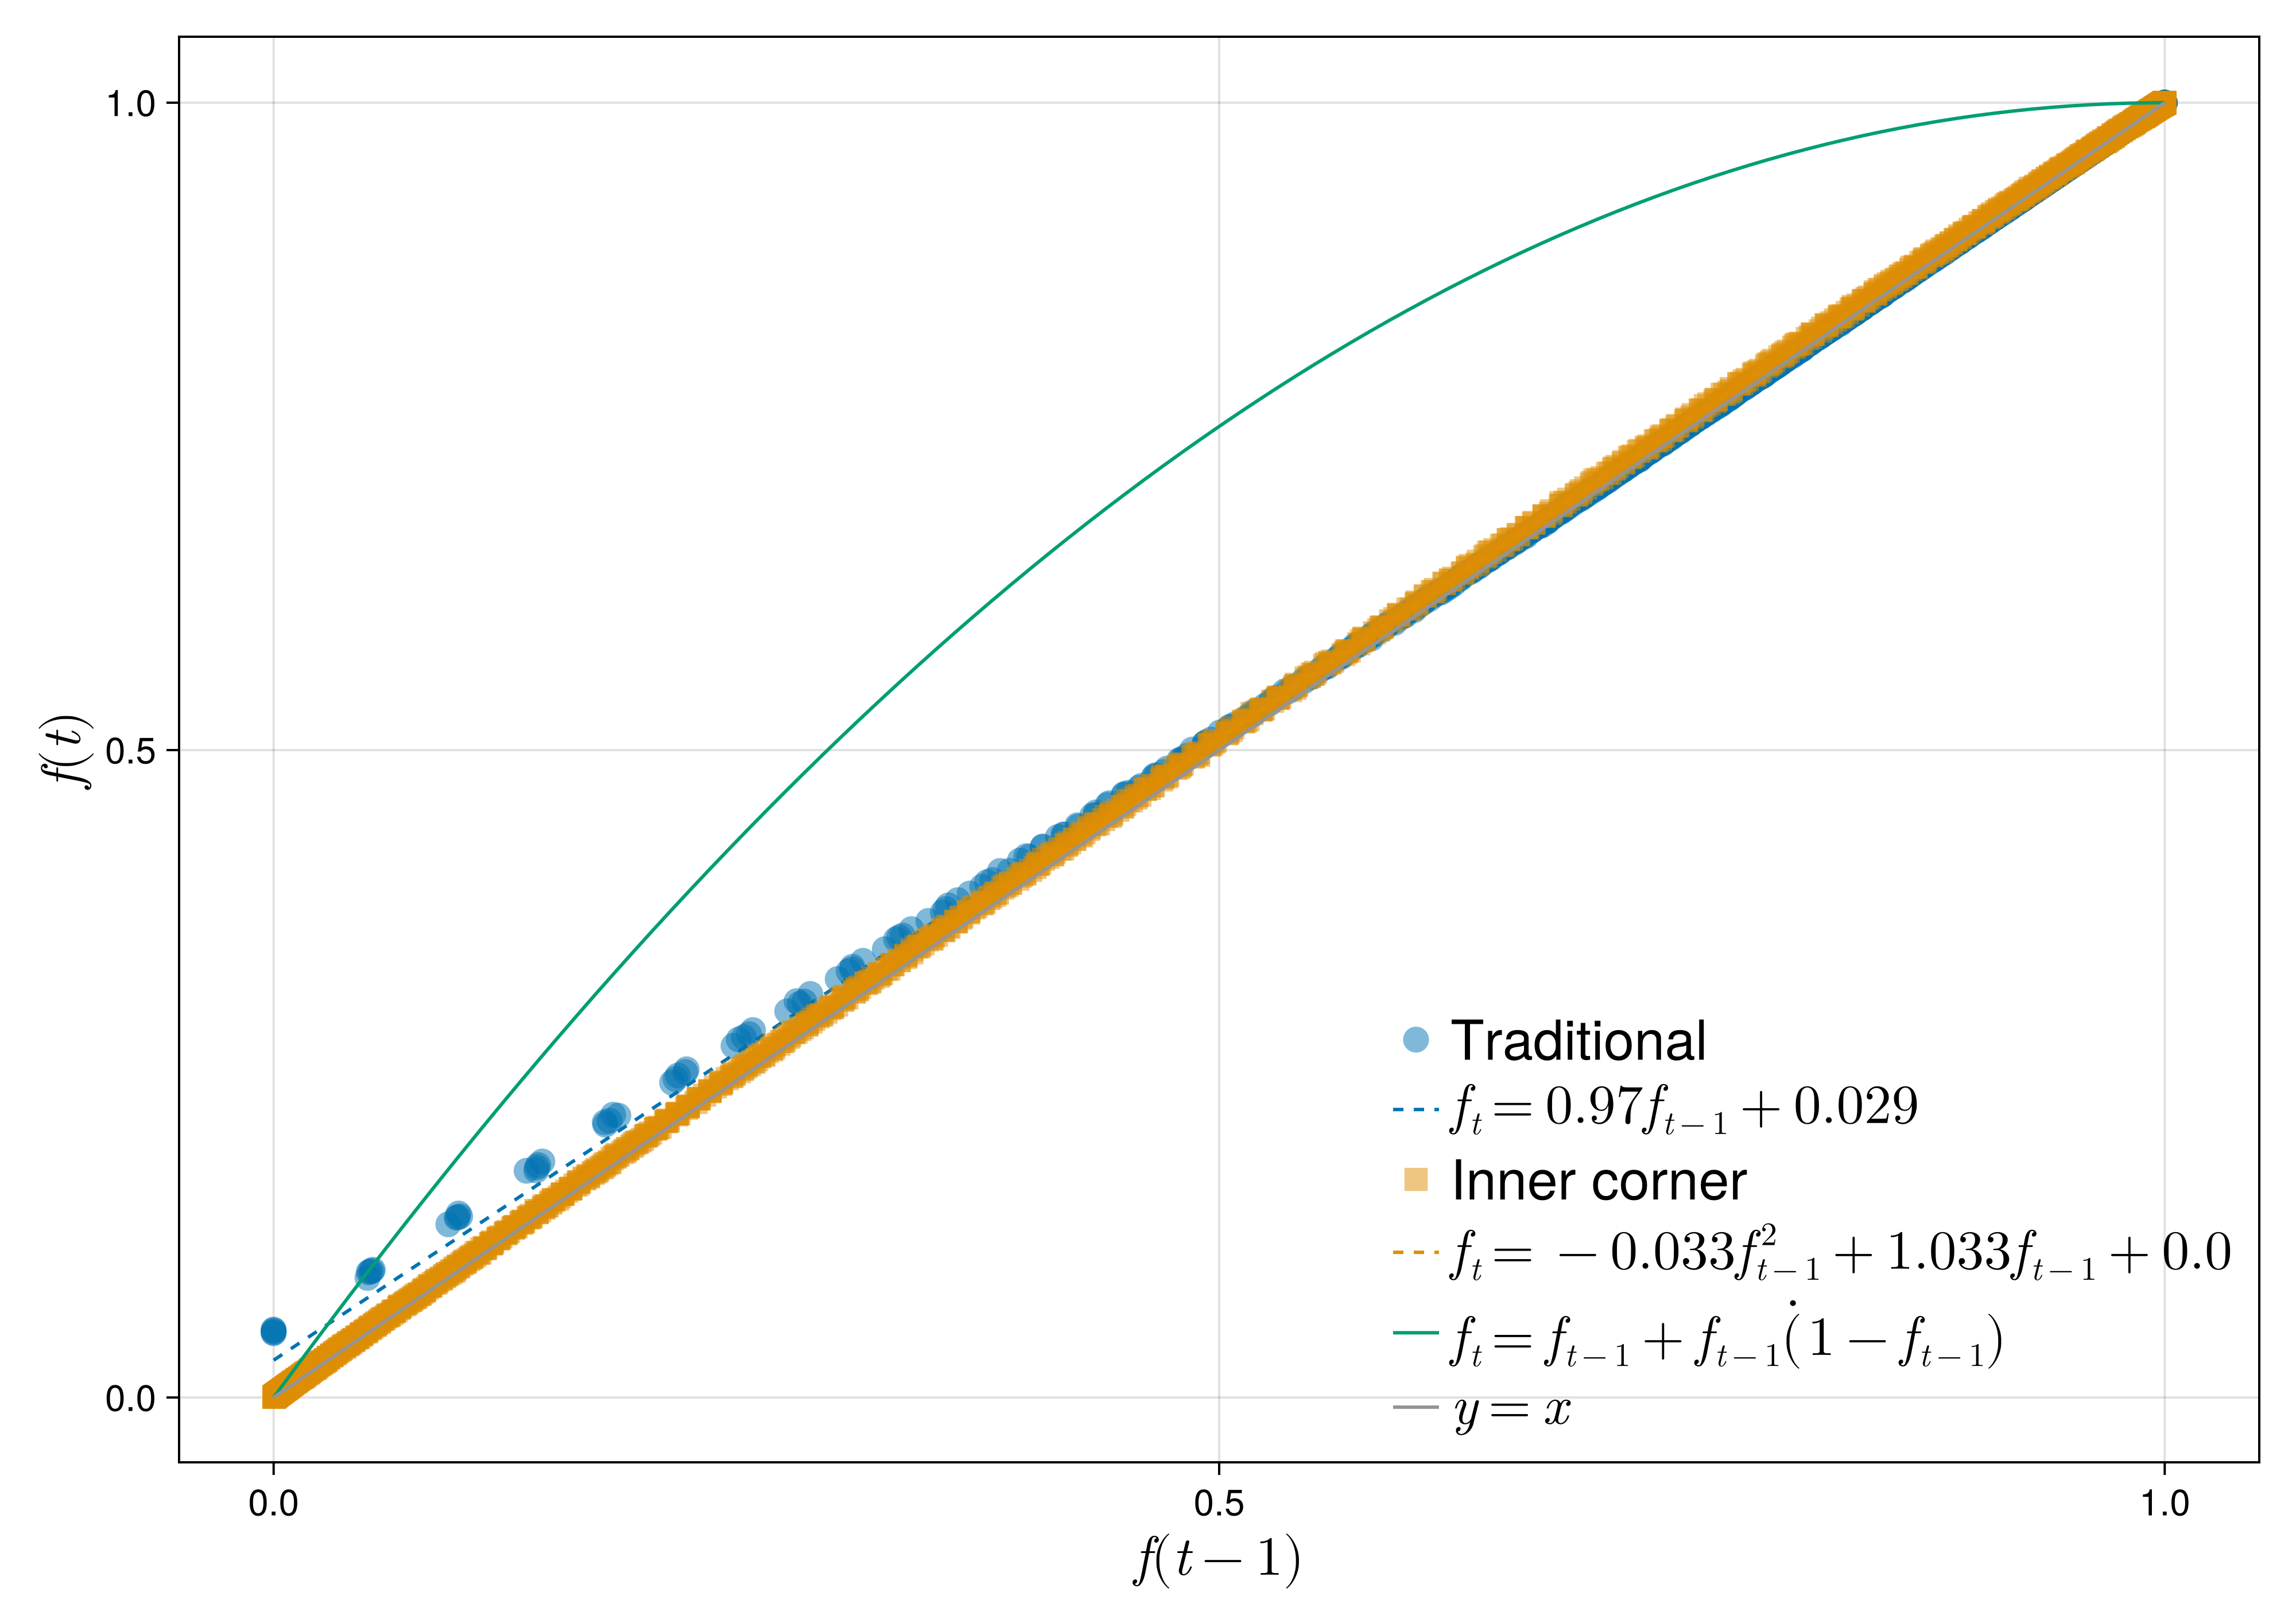 1.0
0.5
0.0
f(t)
Traditional
f_t = 0.97f_{t−1} + 0.029
Inner corner
f_t = −0.033f_{t−1}^2 + 1.033f_{t−1} + 0.0
f_t = f_{t−1} + f_{t−1}(̇1 − f_{t−1})
y = x
0.0 0.5 1.0
f(t − 1)